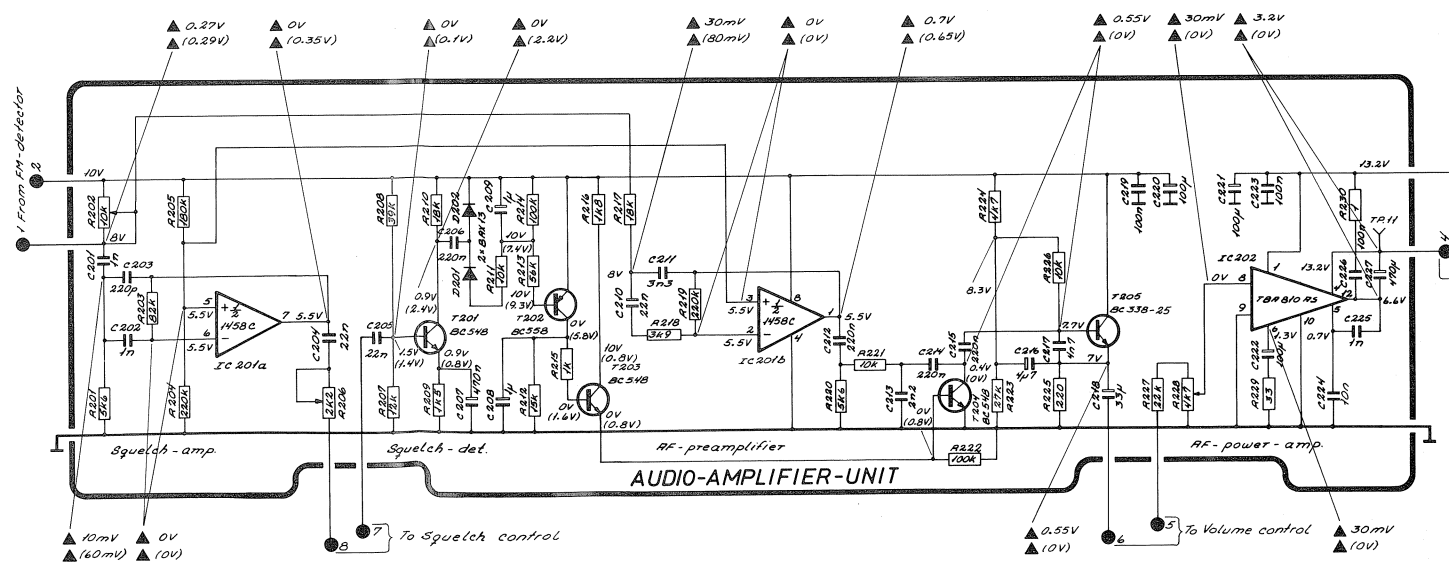 ▲ 0.27V
▲ (0.29V)
▲ 0V
▲ (0.35V)
▲ 0V
▲ (0.1V)
▲ 0V
▲ (2.2V)
▲ 30mV
▲ (80mV)
▲ 0V
▲ (0V)
▲ 0.7V
▲ (0.65V)
▲ 0.55V
▲ (0V)
▲ 30mV
▲ (0V)
▲ 3.2V
▲ (0V)
1 From FM-detector
2
10V
R202
10k
8V
C201
1n
C203
220p
R203
82k
C202
1n
R201
5k6
R205
180k
R204
220k
5
5.5V
6
5.5V
+
−
1/2
1458C
IC201a
7
5.5V
C204
22n
R206
2k2
R208
39k
C205
22n
1.5V
(1.4V)
R207
12k
R210
18k
C206
220n
D202
D201
2× BAX13
0.9V
(2.4V)
T201
BC548
0.9V
(0.8V)
R209
1k5
C207
470n
C209
1µ
R211
10k
R214
100k
10V
(7.4V)
R213
56k
10V
(9.3V)
T202
BC558
0V
(5.8V)
C208
1µ
R212
15k
R215
1k
0V
(1.6V)
R216
1k8
10V
(0.8V)
T203
BC548
0V
(0.8V)
R217
18k
8V
C211
3n3
C210
22n
R219
220k
R218
3k9
3
5.5V
2
5.5V
+
−
1/2
1458C
8
4
IC201b
1
5.5V
C212
220n
R220
5k6
R221
10k
C213
2n2
C214
220n
C215
220n
0.4V
(0V)
0V
(0.8V)
T204
BC548
R222
100k
R224
4k7
8.3V
R226
10k
R223
27k
C216
4µ7
C217
4n7
R225
220
7.7V
T205
BC338-25
7V
C218
33µ
C219
100n
C220
100µ
C221
100µ
C223
100n
R227
22k
R228
4k7
IC202
0V
8
9
1
TBA810RS
13.2V
4
12
5
10
6
1.3V
0.7V
C222
100µ
R229
33
C224
10n
C225
1n
C226
100n
C227
470µ
R230
1
13.2V
TP.11
6.6V
4
Squelch-amp.
Squelch-det.
AF-preamplifier
AF-power-amp.
AUDIO-AMPLIFIER-UNIT
▲ 10mV
▲ (60mV)
▲ 0V
▲ (0V)
8
7
To Squelch control
▲ 0.55V
▲ (0V)
6
5
To Volume control
▲ 30mV
▲ (0V)